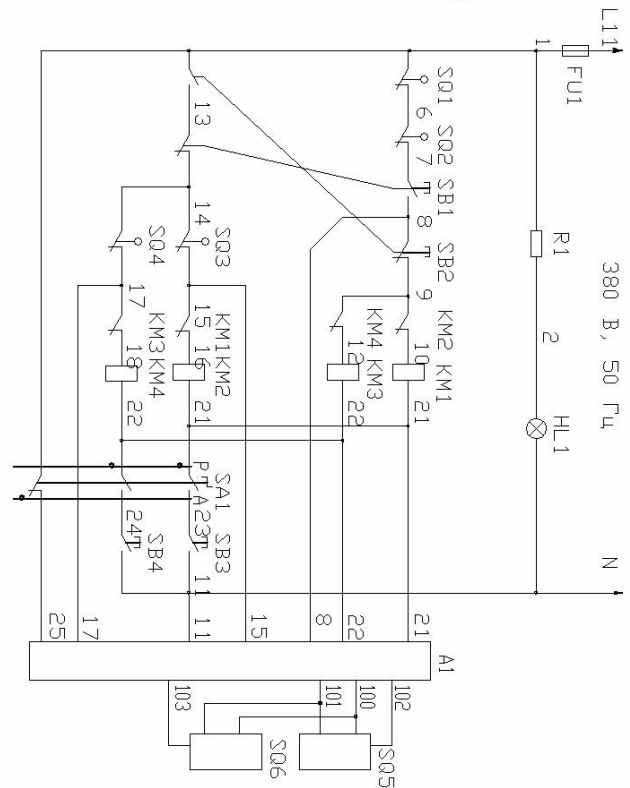 L11
FU1
1
380 В, 50 Гц
N
R1
2
HL1
SQ1
6
SQ2
7
SB1
8
SB2
9
KM2
10
KM1
21
KM4
12
KM3
22
13
14
SQ3
15
KM1
16
KM2
21
SQ4
17
KM3
18
KM4
22
P
A
SA1
23
SB3
24
SB4
11
25
17
11
15
8
22
21
A1
103
101
100
102
SQ6
SQ5